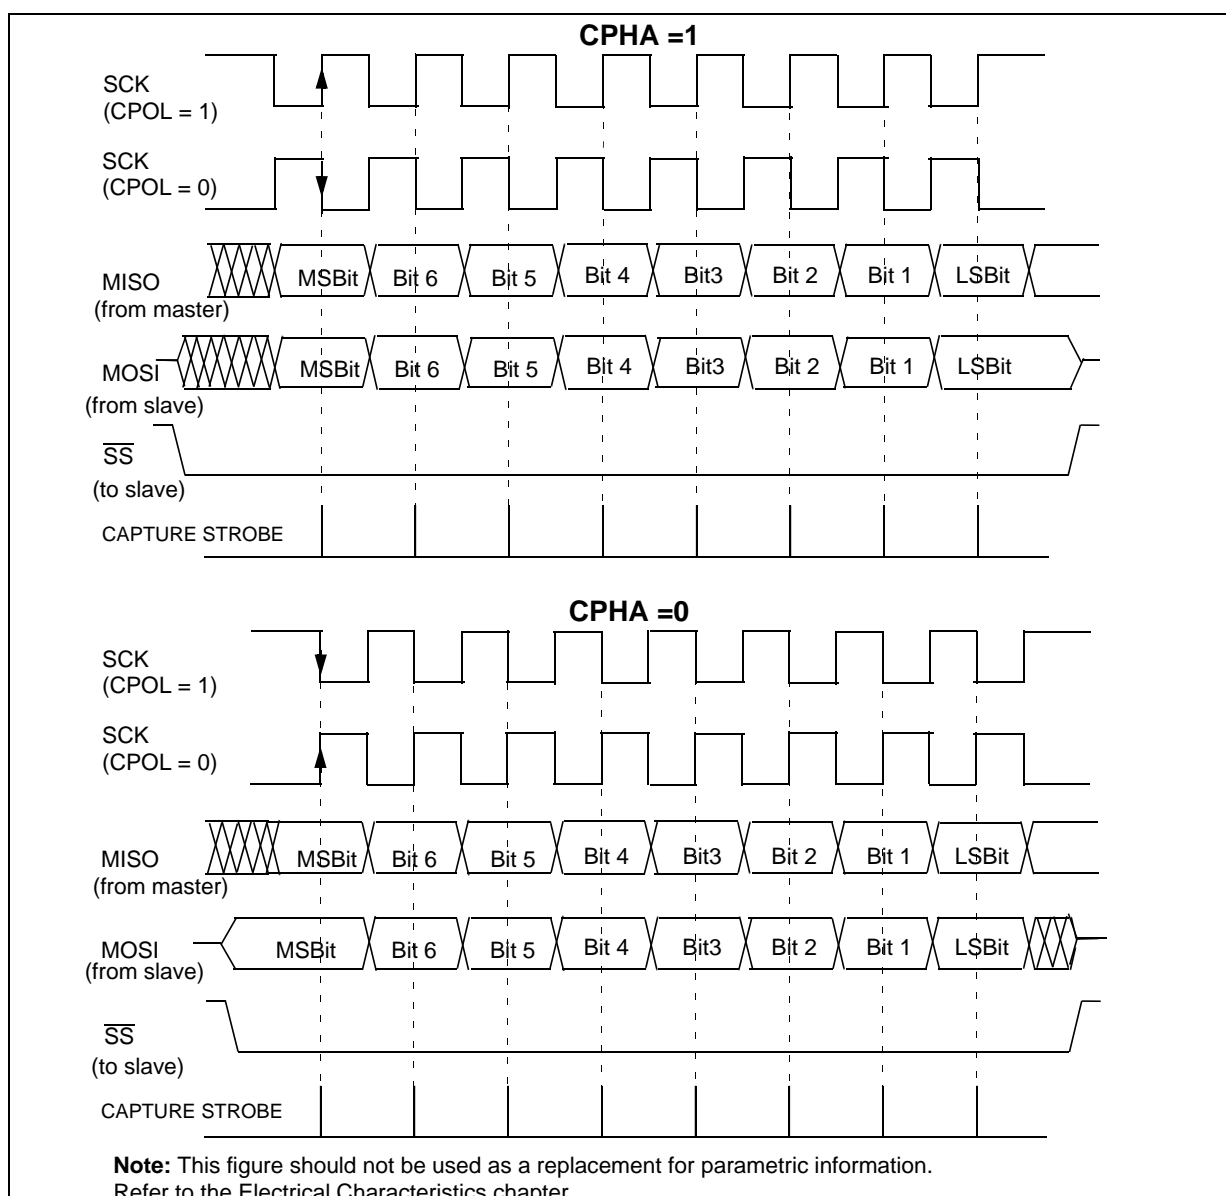 CPHA =1
SCK
(CPOL = 1)
SCK
(CPOL = 0)
MISO
(from master)
MSBit Bit 6 Bit 5 Bit 4 Bit3 Bit 2 Bit 1 LSBit
MOSI
(from slave)
MSBit Bit 6 Bit 5 Bit 4 Bit3 Bit 2 Bit 1 LSBit
SS
(to slave)
CAPTURE STROBE
CPHA =0
SCK
(CPOL = 1)
SCK
(CPOL = 0)
MISO
(from master)
MSBit Bit 6 Bit 5 Bit 4 Bit3 Bit 2 Bit 1 LSBit
MOSI
(from slave)
MSBit Bit 6 Bit 5 Bit 4 Bit3 Bit 2 Bit 1 LSBit
SS
(to slave)
CAPTURE STROBE
Note: This figure should not be used as a replacement for parametric information.
Refer to the Electrical Characteristics chapter